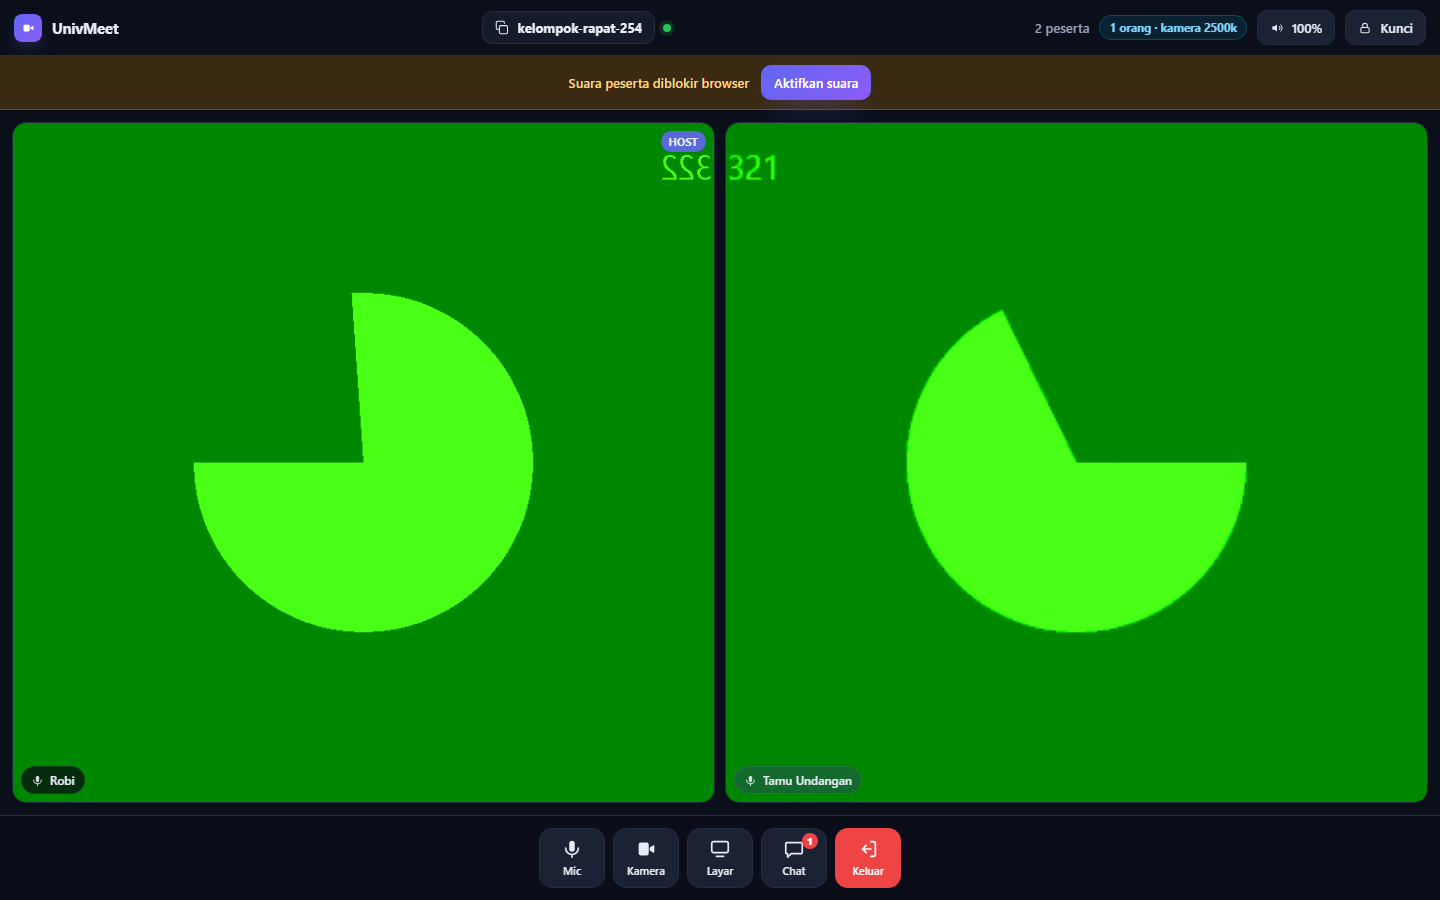 UnivMeet
kelompok-rapat-254
2 peserta
1 orang · kamera 2500k
100%
Kunci
Suara peserta diblokir browser
Aktifkan suara
HOST
322
321
Robi
Tamu Undangan
Mic
Kamera
Layar
Chat
1
Keluar